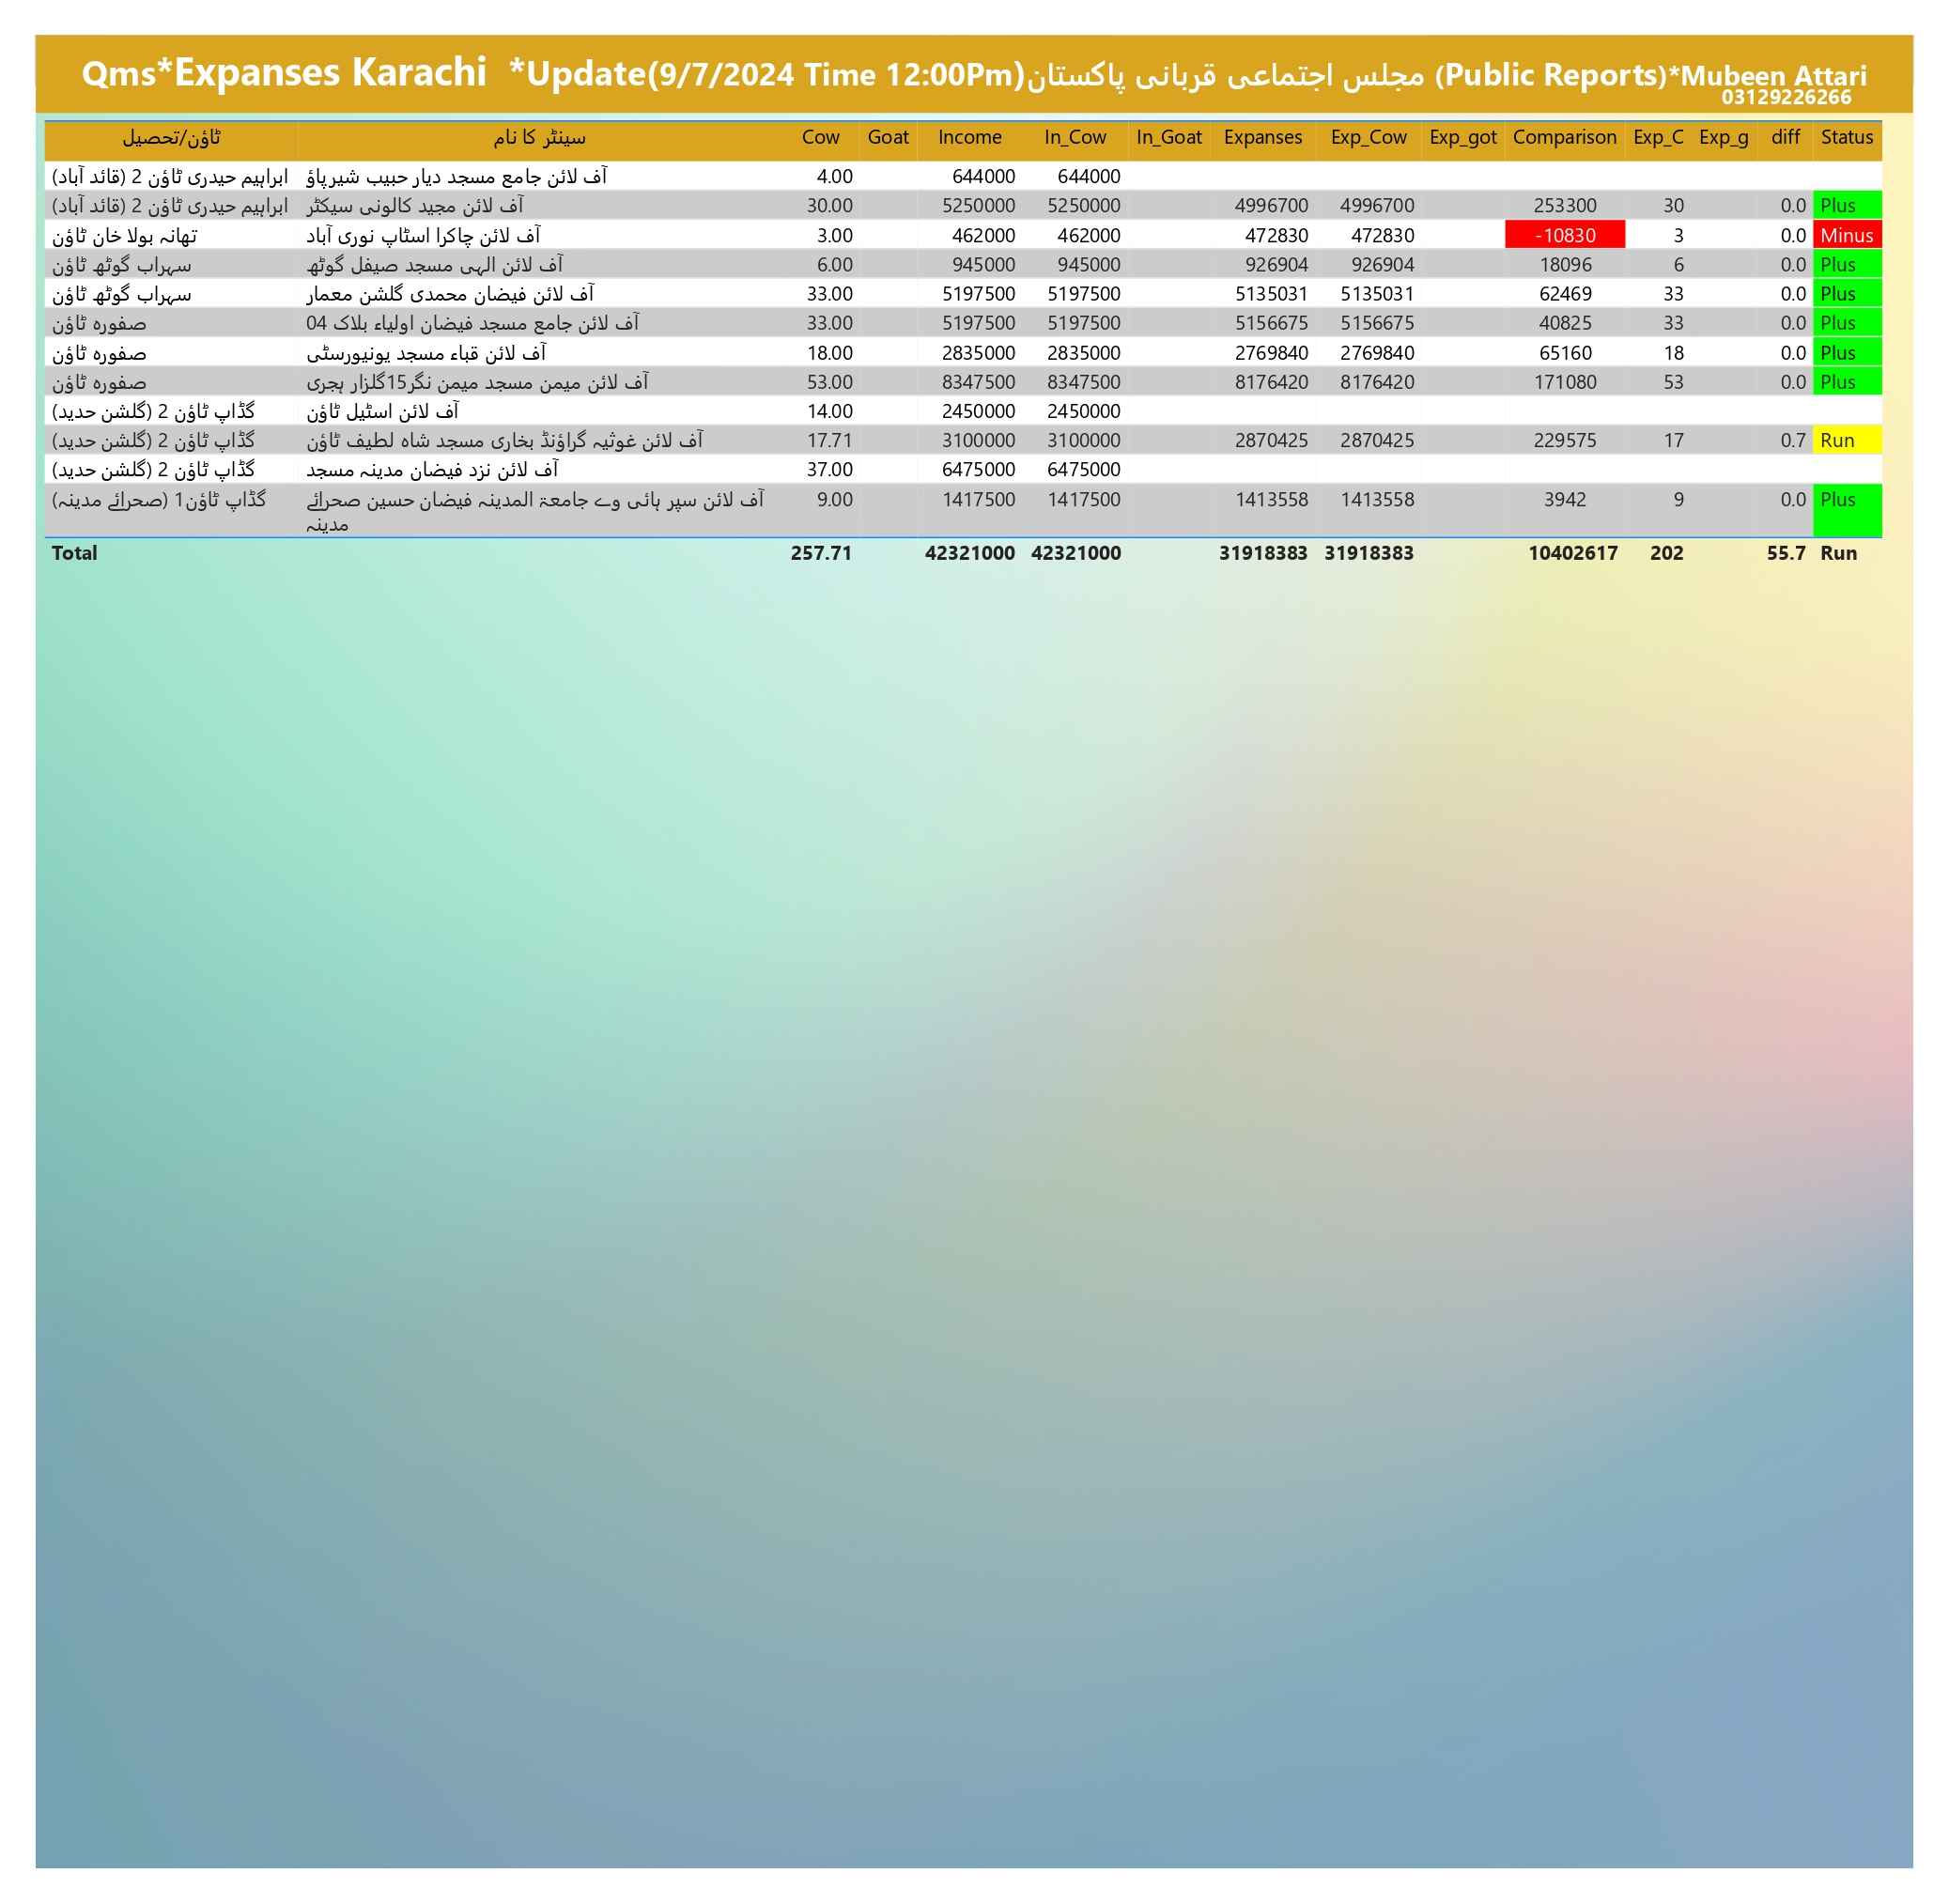 Qms*Expanses Karachi *Update(9/7/2024 Time 12:00Pm)مجلس اجتماعی قربانی پاکستان (Public Reports)*Mubeen Attari
03129226266
ٹاؤن/تحصیل سینٹر کا نام Cow Goat Income In_Cow In_Goat Expanses Exp_Cow Exp_got Comparison Exp_C Exp_g diff Status
ابراہیم حیدری ٹاؤن 2 (قائد آباد) آف لائن جامع مسجد دیار حبیب شیرپاؤ 4.00 644000 644000
ابراہیم حیدری ٹاؤن 2 (قائد آباد) آف لائن مجید کالونی سیکٹر 30.00 5250000 5250000 4996700 4996700 253300 30 0.0 Plus
تھانہ بولا خان ٹاؤن آف لائن چاکرا اسٹاپ نوری آباد 3.00 462000 462000 472830 472830 -10830 3 0.0 Minus
سہراب گوٹھ ٹاؤن آف لائن الہی مسجد صیفل گوٹھ 6.00 945000 945000 926904 926904 18096 6 0.0 Plus
سہراب گوٹھ ٹاؤن آف لائن فیضان محمدی گلشن معمار 33.00 5197500 5197500 5135031 5135031 62469 33 0.0 Plus
صفورہ ٹاؤن آف لائن جامع مسجد فیضان اولیاء بلاک 04 33.00 5197500 5197500 5156675 5156675 40825 33 0.0 Plus
صفورہ ٹاؤن آف لائن قباء مسجد یونیورسٹی 18.00 2835000 2835000 2769840 2769840 65160 18 0.0 Plus
صفورہ ٹاؤن آف لائن میمن مسجد میمن نگر15گلزار ہجری 53.00 8347500 8347500 8176420 8176420 171080 53 0.0 Plus
گڈاپ ٹاؤن 2 (گلشن حدید) آف لائن اسٹیل ٹاؤن 14.00 2450000 2450000
گڈاپ ٹاؤن 2 (گلشن حدید) آف لائن غوثیہ گراؤنڈ بخاری مسجد شاہ لطیف ٹاؤن 17.71 3100000 3100000 2870425 2870425 229575 17 0.7 Run
گڈاپ ٹاؤن 2 (گلشن حدید) آف لائن نزد فیضان مدینہ مسجد 37.00 6475000 6475000
گڈاپ ٹاؤن1 (صحرائے مدینہ) آف لائن سپر ہائی وے جامعۃ المدینہ فیضان حسین صحرائے 9.00 1417500 1417500 1413558 1413558 3942 9 0.0 Plus
مدینہ
Total 257.71 42321000 42321000 31918383 31918383 10402617 202 55.7 Run